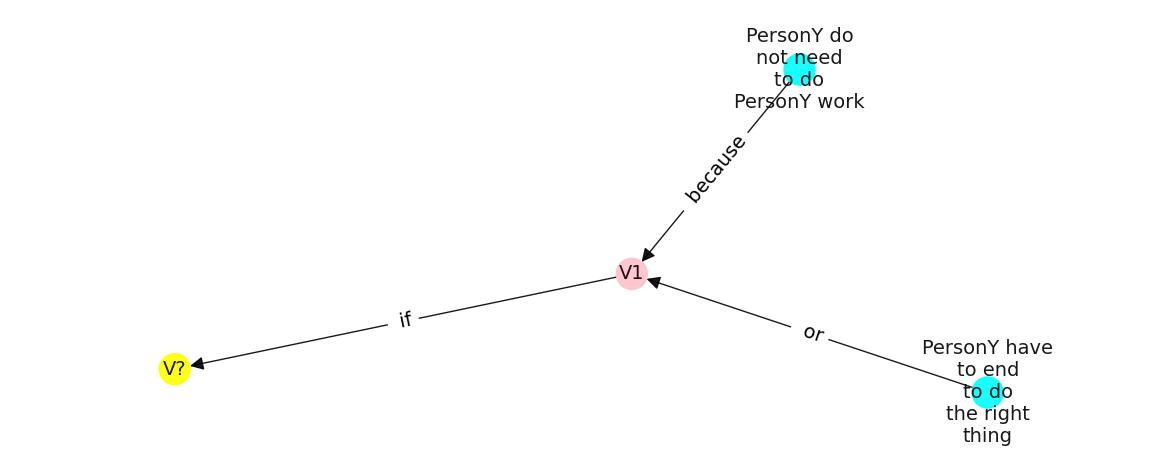 PersonY do
not need
to do
PersonY work
because
V1
if
or
V?
PersonY have
to end
to do
the right
thing